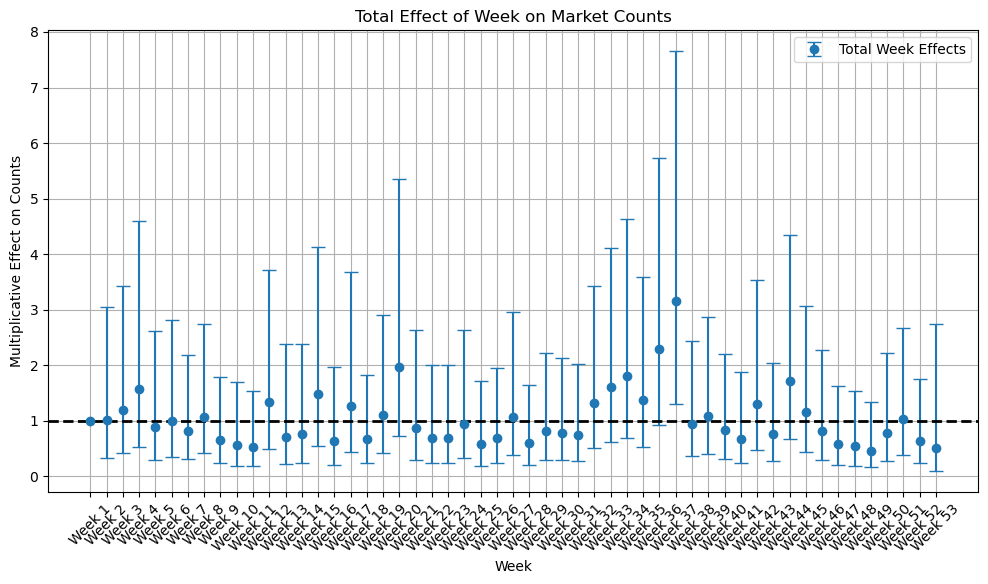 Total Effect of Week on Market Counts
Total Week Effects
Multiplicative Effect on Counts
8
7
6
5
4
3
2
1
0
Week 1
Week 2
Week 3
Week 4
Week 5
Week 6
Week 7
Week 8
Week 9
Week 10
Week 11
Week 12
Week 13
Week 14
Week 15
Week 16
Week 17
Week 18
Week 19
Week 20
Week 21
Week 22
Week 23
Week 24
Week 25
Week 26
Week 27
Week 28
Week 29
Week 30
Week 31
Week 32
Week 33
Week 34
Week 35
Week 36
Week 37
Week 38
Week 39
Week 40
Week 41
Week 42
Week 43
Week 44
Week 45
Week 46
Week 47
Week 48
Week 49
Week 50
Week 51
Week 52
Week 53
Week